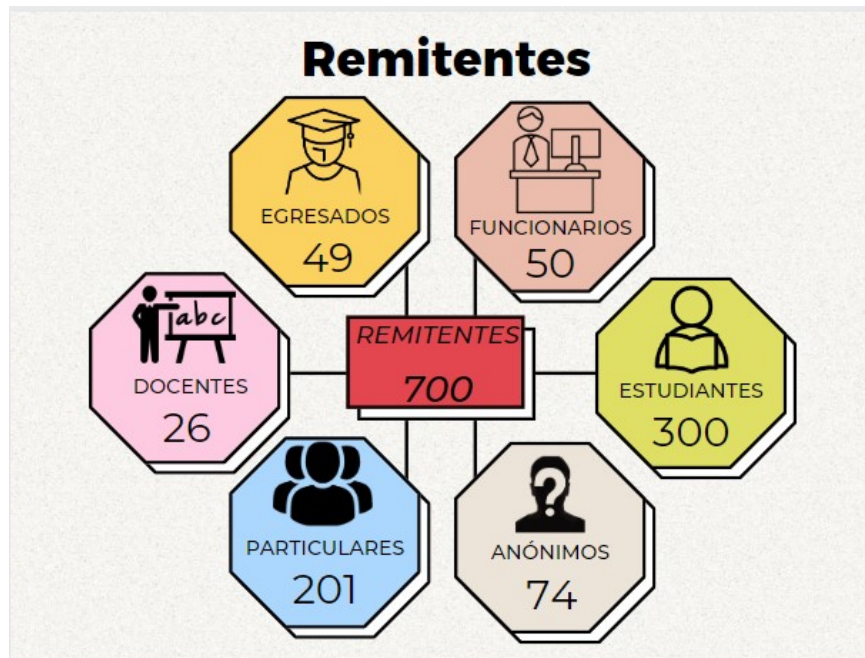 Remitentes
EGRESADOS
49
FUNCIONARIOS
50
abc
DOCENTES
26
REMITENTES
700
ESTUDIANTES
300
PARTICULARES
201
?
ANÓNIMOS
74